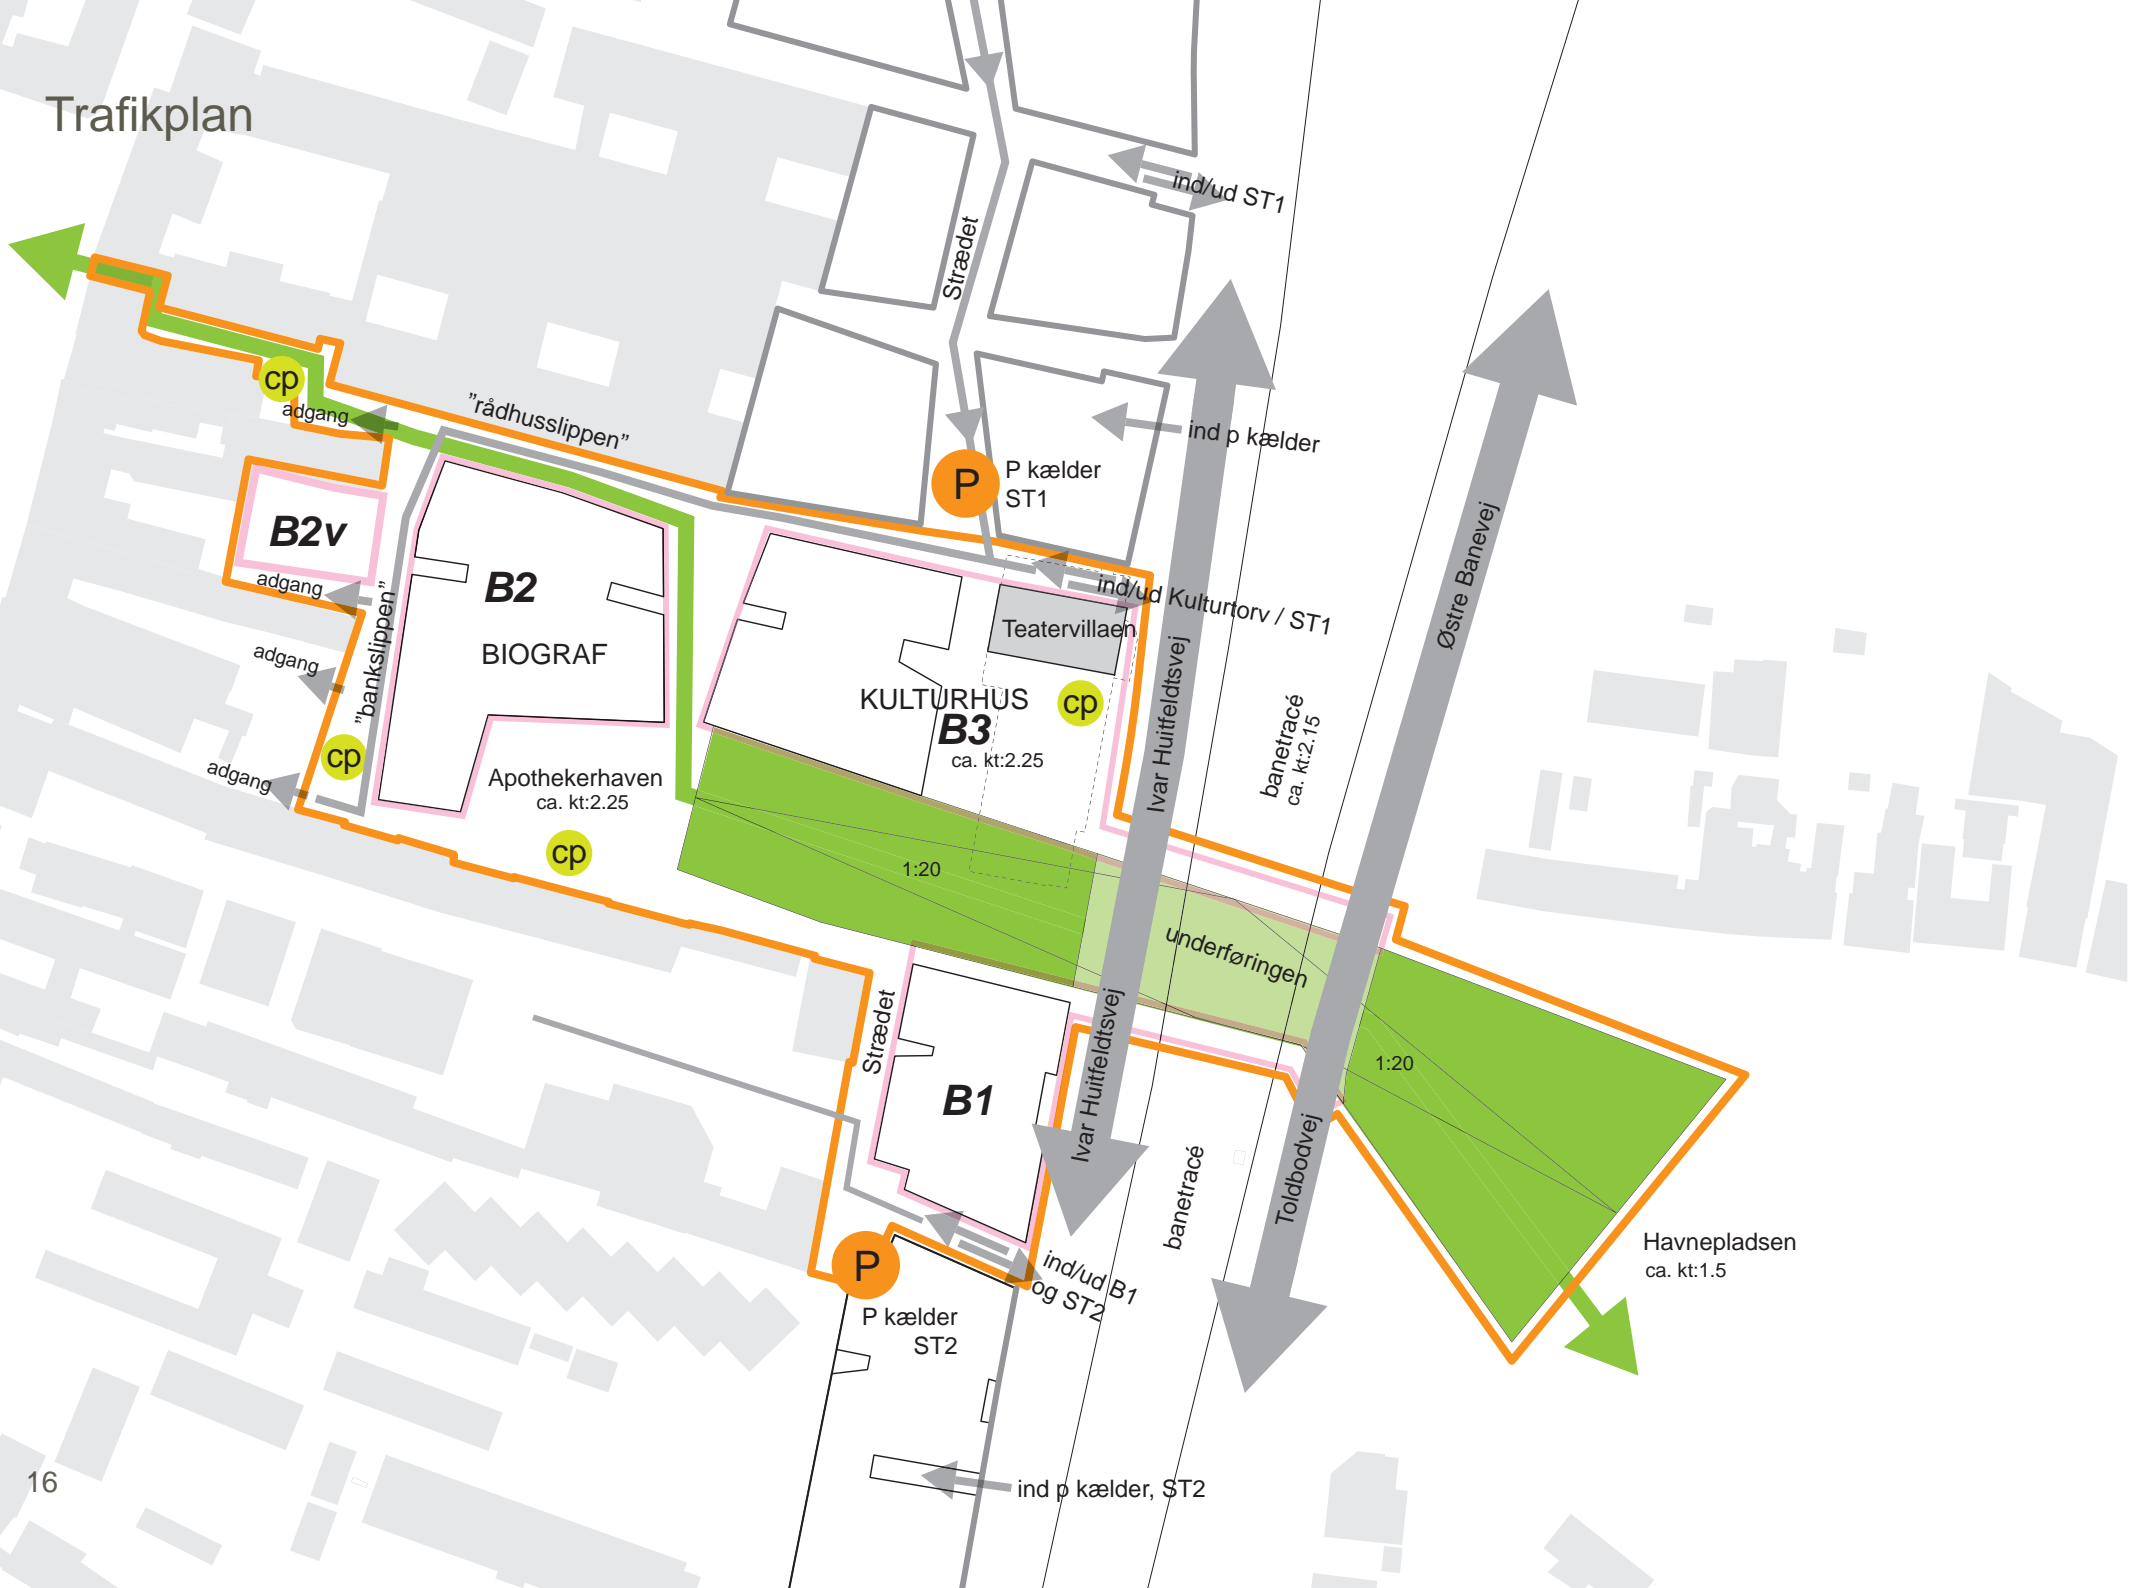 Trafikplan
ind/ud ST1
Strædet
cp
adgang
"rådhusslippen"
ind p kælder
P
P kælder
ST1
B2v
adgang
B2
BIOGRAF
"bankslippen"
ind/ud Kulturtorv / ST1
Teatervillaen
Østre Banevej
adgang
KULTURHUS
cp
B3
ca. kt:2.25
Ivar Huitfeldtsvej
banetracé
ca. kt:2.15
cp
adgang
Apothekerhaven
ca. kt:2.25
cp
1:20
underføringen
Strædet
Ivar Huitfeldtsvej
1:20
B1
Toldbodvej
banetracé
P
ind/ud B1
og ST2
Havnepladsen
ca. kt:1.5
P kælder
ST2
16
ind p kælder, ST2